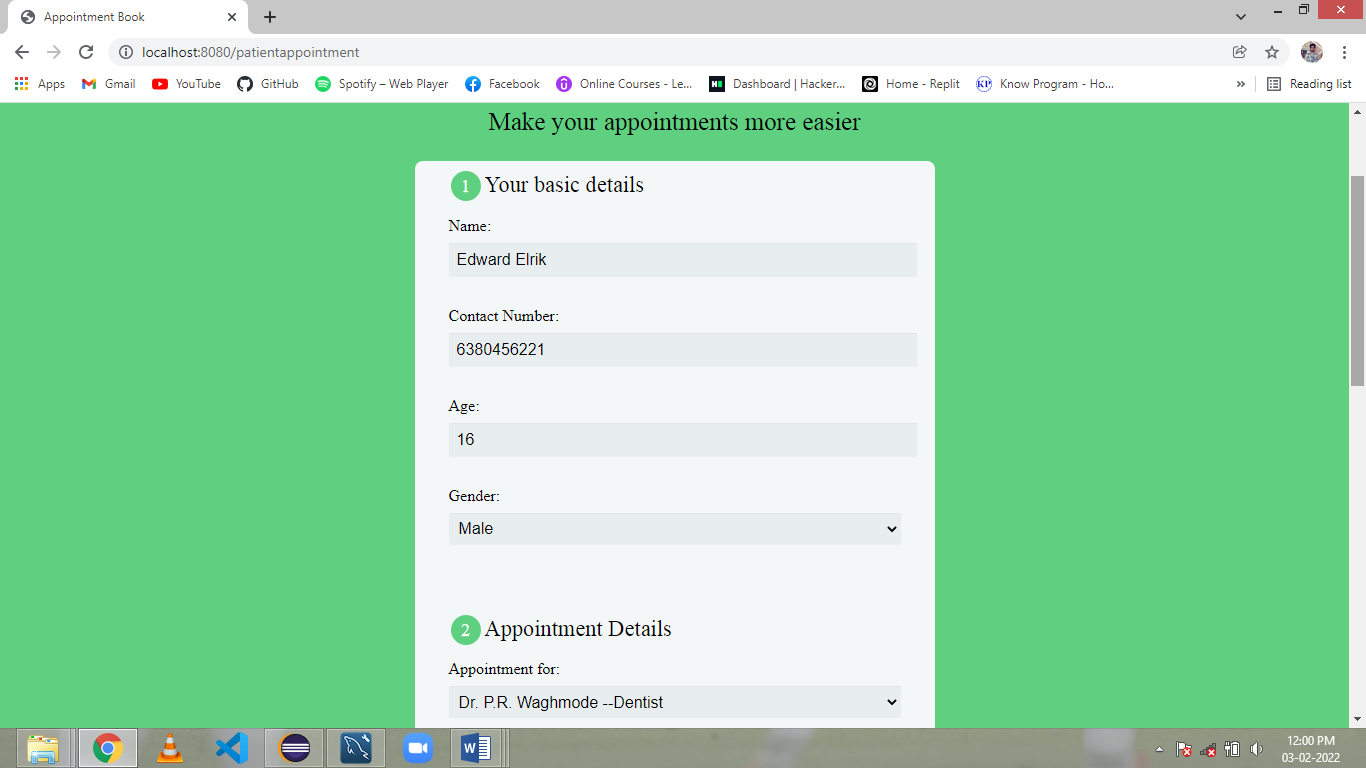 Appointment Book
localhost:8080/patientappointment
Apps Gmail YouTube GitHub Spotify – Web Player Facebook Online Courses - Le... Dashboard | Hacker... Home - Replit KP Know Program - Ho... » Reading list
Make your appointments more easier
1 Your basic details
Name:
Edward Elrik
Contact Number:
6380456221
Age:
16
Gender:
Male
2 Appointment Details
Appointment for:
Dr. P.R. Waghmode --Dentist
12:00 PM
03-02-2022